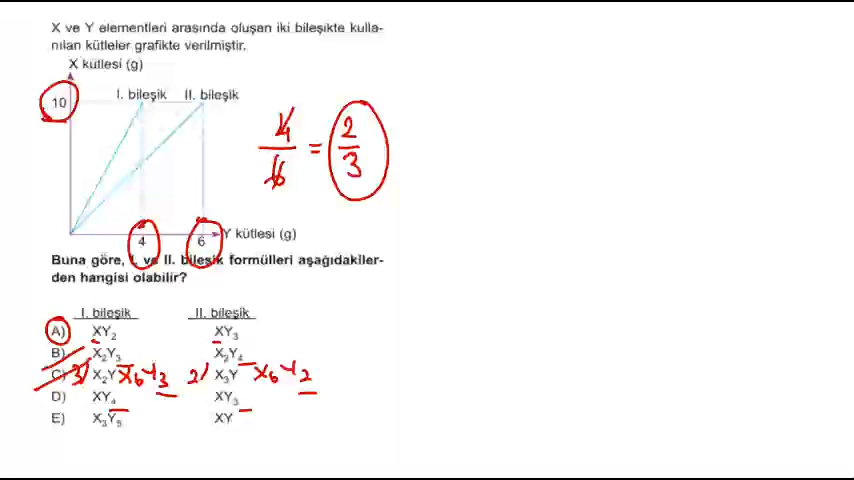 X ve Y elementleri arasında oluşan iki bileşikte kulla-
nılan kütleler grafikte verilmiştir.
X kütlesi (g)
I. bileşik II. bileşik
10
4/6 = 2/3
4 6 Y kütlesi (g)
Buna göre, I. ve II. bileşik formülleri aşağıdakiler-
den hangisi olabilir?
I. bileşik II. bileşik
A) XY₂ XY₃
B) X₂Y₃ X₂Y₄
C) 3/ X₂Y X₆Y₃ 2/ X₃Y X₆Y₂
D) XY₄ XY₃
E) X₃Y₅ XY